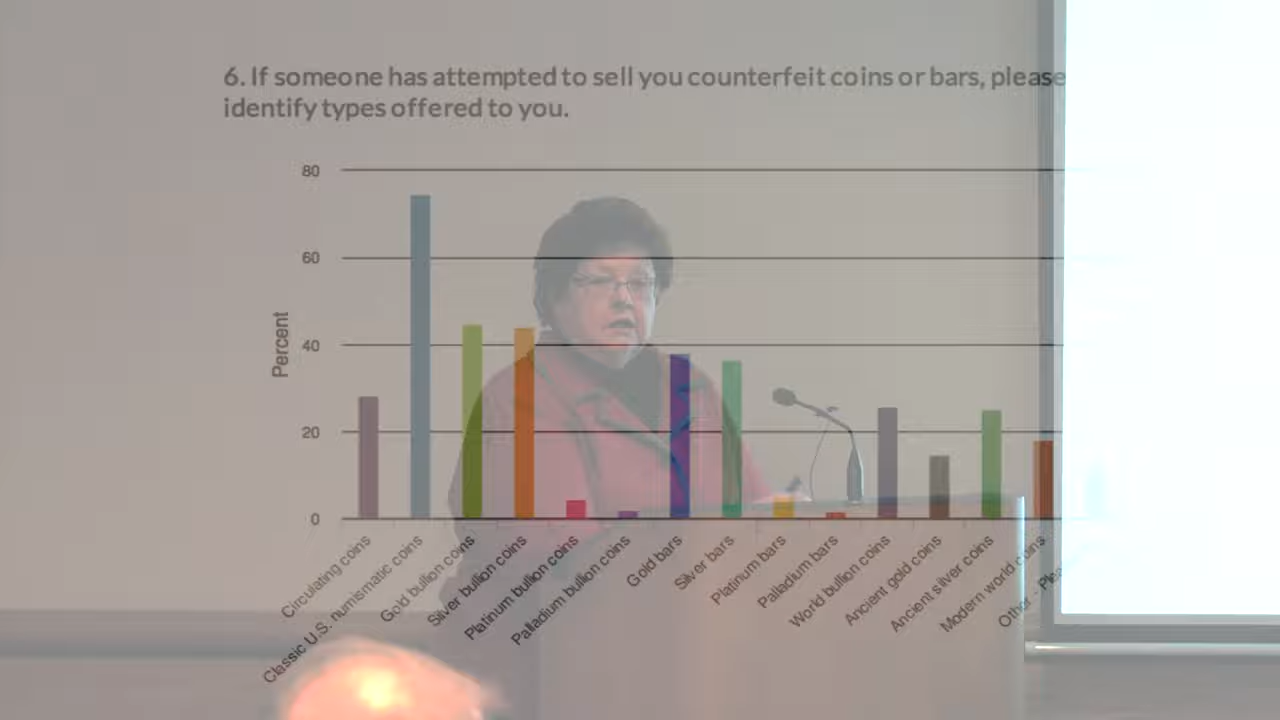 6. If someone has attempted to sell you counterfeit coins or bars, please
identify types offered to you.
80
60
40
20
0
Percent
Circulating coins
Classic U.S. numismatic coins
Gold bullion coins
Silver bullion coins
Platinum bullion coins
Palladium bullion coins
Gold bars
Silver bars
Platinum bars
Palladium bars
World bullion coins
Ancient gold coins
Ancient silver coins
Modern world coins
Other - Plea